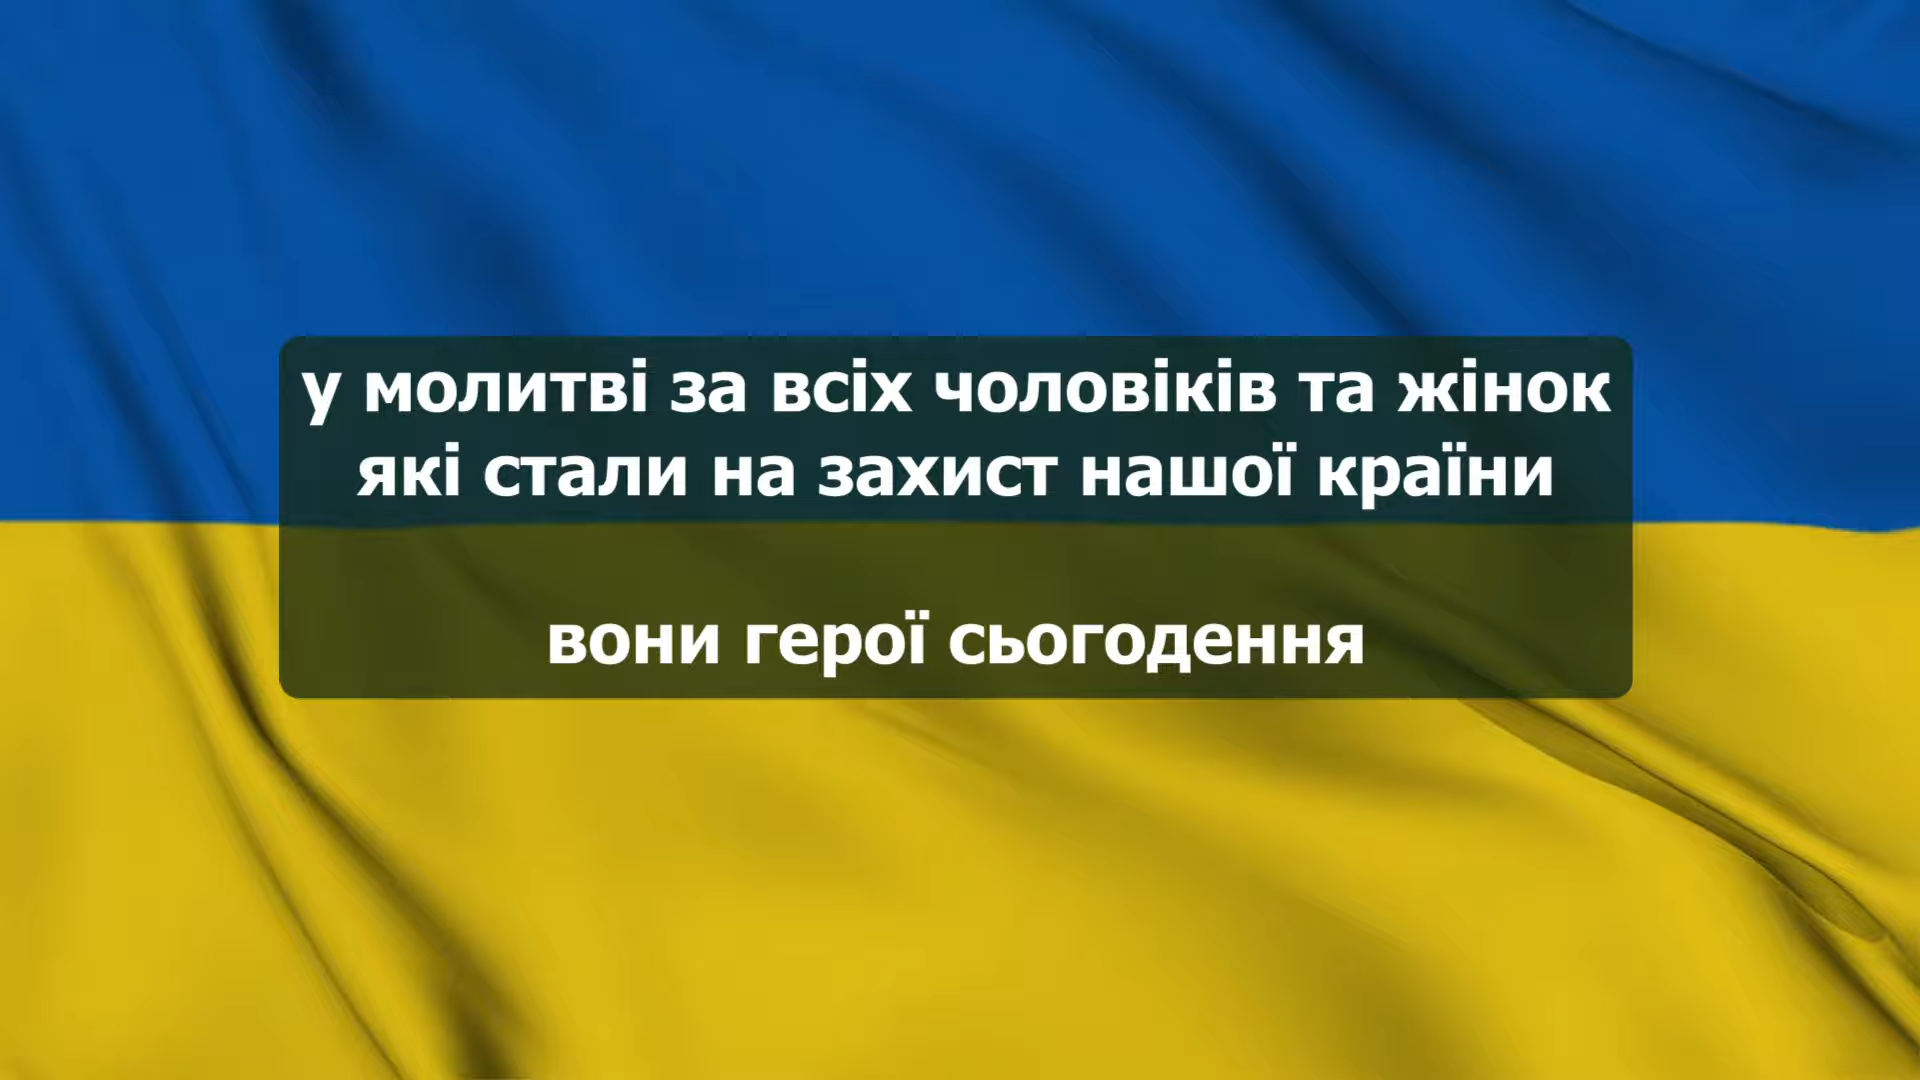 у молитві за всіх чоловіків та жінок
які стали на захист нашої країни
вони герої сьогодення